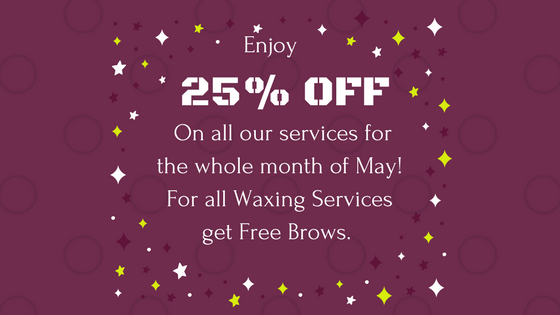 Enjoy
25% OFF
On all our services for
the whole month of May!
For all Waxing Services
get Free Brows.